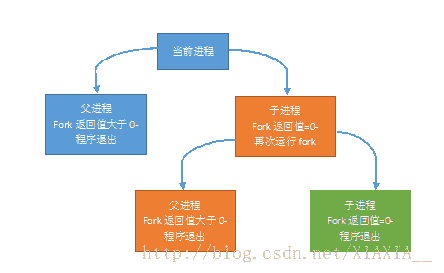 当前进程
父进程
Fork 返回值大于 0-
程序退出
子进程
Fork 返回值=0-
再次运行 fork
父进程
Fork 返回值大于 0-
程序退出
子进程
Fork 返回值=0-
程序退出
http://blog.csdn.net/XIAXIA__